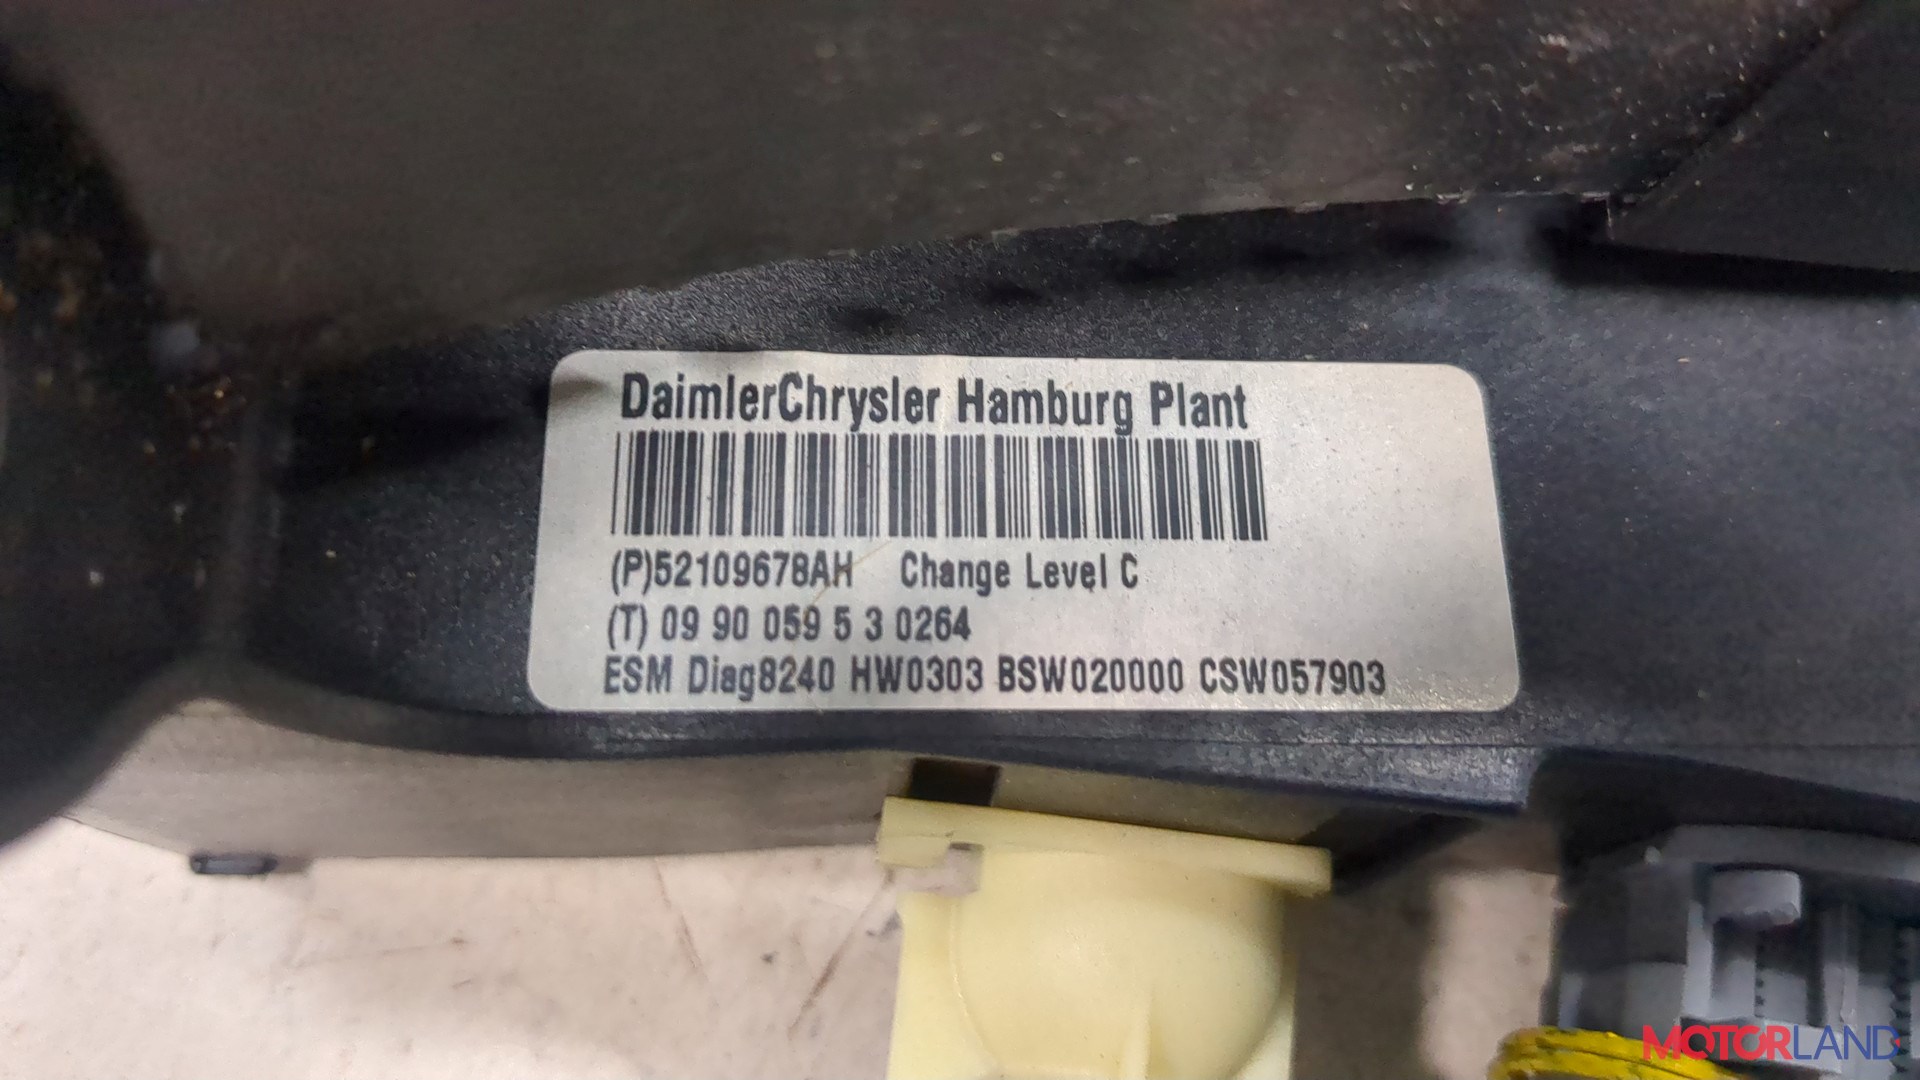 DaimlerChrysler Hamburg Plant
(P)52109678AH Change Level C
(T) 09 90 059 5 3 0264
ESM Diag8240 HW0303 BSW020000 CSW057903
MOTORLAND